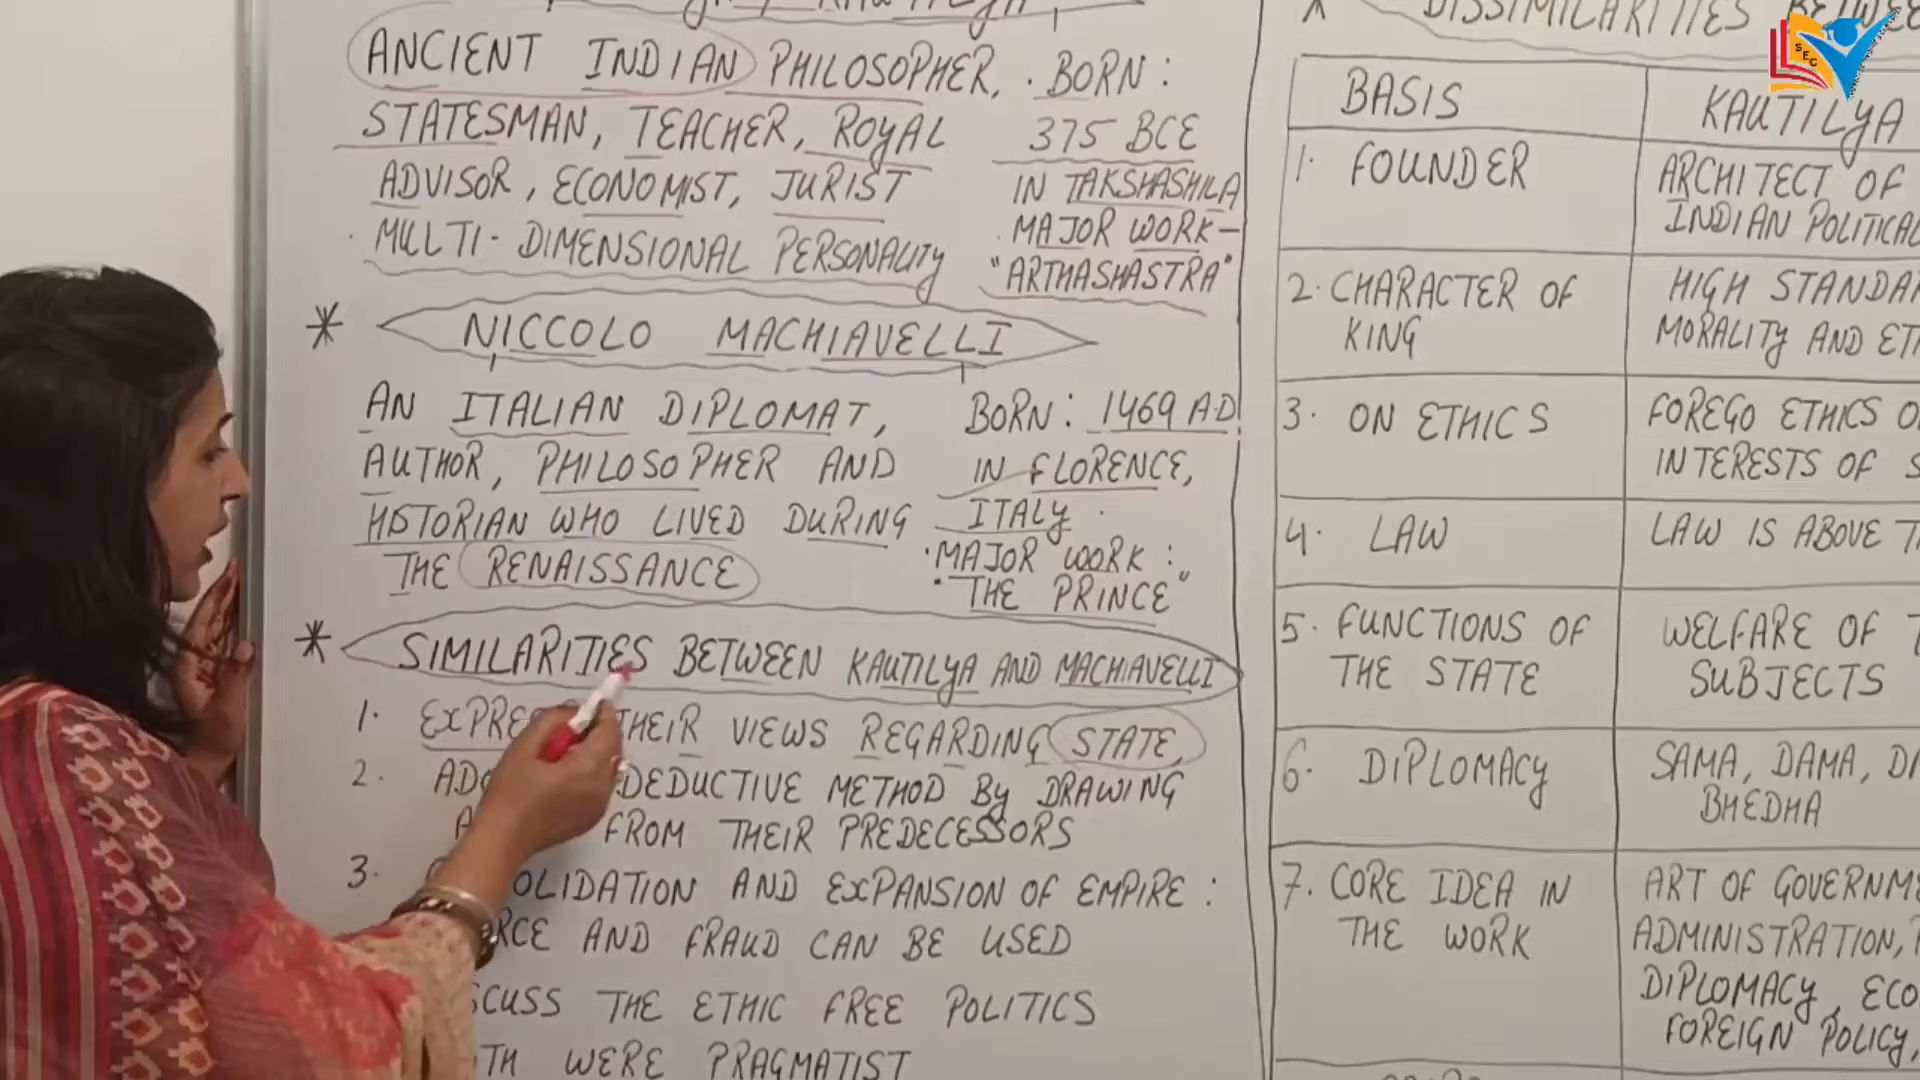 KAUTILYA
ANCIENT INDIAN PHILOSOPHER,
STATESMAN, TEACHER, ROYAL
ADVISOR, ECONOMIST, JURIST
MULTI-DIMENSIONAL PERSONALITY
BORN:
375 BCE
IN TAKSHASHILA
MAJOR WORK-
"ARTHASHASTRA"
NICCOLO MACHIAVELLI
AN ITALIAN DIPLOMAT,
AUTHOR, PHILOSOPHER AND
HISTORIAN WHO LIVED DURING
THE RENAISSANCE
BORN: 1469 A.D.
IN FLORENCE,
ITALY
MAJOR WORK:
"THE PRINCE"
SIMILARITIES BETWEEN KAUTILYA AND MACHIAVELLI
1. THEIR VIEWS REGARDING STATE,
2. DEDUCTIVE METHOD By DRAWING
FROM THEIR PREDECESSORS
3. AND EXPANSION OF EMPIRE:
AND FRAUD CAN BE USED
THE ETHIC FREE POLITICS
WERE PRAGMATIST
DISSIMILARITIES
BASIS KAUTILYA
1. FOUNDER ARCHITECT OF
INDIAN POLITICAL
2. CHARACTER OF HIGH
KING MORALITY AND
3. ON ETHICS FOREGO ETHICS
INTERESTS OF
4. LAW LAW IS ABOVE
5. FUNCTIONS OF WELFARE OF
THE STATE SUBJECTS
6. DIPLOMACY SAMA, DAMA,
BHEDHA
7. CORE IDEA IN ART OF
THE WORK ADMINISTRATION,
DIPLOMACY,
FOREIGN POLICY,
SEC